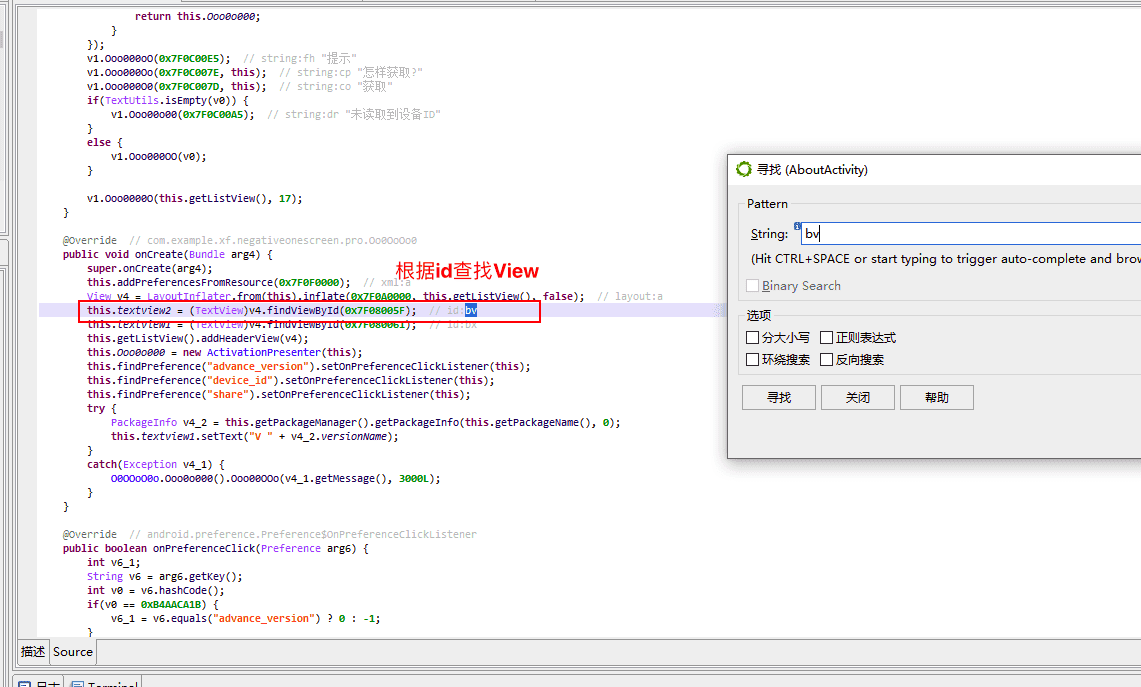 return this.Ooo0o000;
}
});
v1.Ooo000oO(0x7F0C00E5);  // string:fh "提示"
v1.Ooo000Oo(0x7F0C007E, this);  // string:cp "怎样获取?"
v1.Ooo000O0(0x7F0C007D, this);  // string:co "获取"
if(TextUtils.isEmpty(v0)) {
v1.Ooo00o00(0x7F0C00A5);  // string:dr "未读取到设备ID"
}
else {
v1.Ooo000OO(v0);
}
v1.Ooo0000O(this.getListView(), 17);
}
@Override  // com.example.xf.negativeonescreen.pro.Oo0OoOo0
public void onCreate(Bundle arg4) {
super.onCreate(arg4);
根据id查找View
this.addPreferencesFromResource(0x7F0F0000);  // xml:a
View v4 = LayoutInflater.from(this).inflate(0x7F0A0000, this.getListView(), false);  // layout:a
this.textview2 = (TextView)v4.findViewById(0x7F08005F);  // id:bv
this.textview1 = (TextView)v4.findViewById(0x7F080061);  // id:bx
this.getListView().addHeaderView(v4);
this.Ooo0o000 = new ActivationPresenter(this);
this.findPreference("advance_version").setOnPreferenceClickListener(this);
this.findPreference("device_id").setOnPreferenceClickListener(this);
this.findPreference("share").setOnPreferenceClickListener(this);
try {
PackageInfo v4_2 = this.getPackageManager().getPackageInfo(this.getPackageName(), 0);
this.textview1.setText("V " + v4_2.versionName);
}
catch(Exception v4_1) {
O0OOoO0o.Ooo0o000().Ooo00OOo(v4_1.getMessage(), 3000L);
}
}
@Override  // android.preference.Preference$OnPreferenceClickListener
public boolean onPreferenceClick(Preference arg6) {
int v6_1;
String v6 = arg6.getKey();
int v0 = v6.hashCode();
if(v0 == 0xB4AACA1B) {
v6_1 = v6.equals("advance_version") ? 0 : -1;
}
描述 Source
日志 Terminal
寻找 (AboutActivity)
Pattern
String: bv
(Hit CTRL+SPACE or start typing to trigger auto-complete and brow
Binary Search
选项
分大小写 正则表达式
环绕搜索 反向搜索
寻找 关闭 帮助